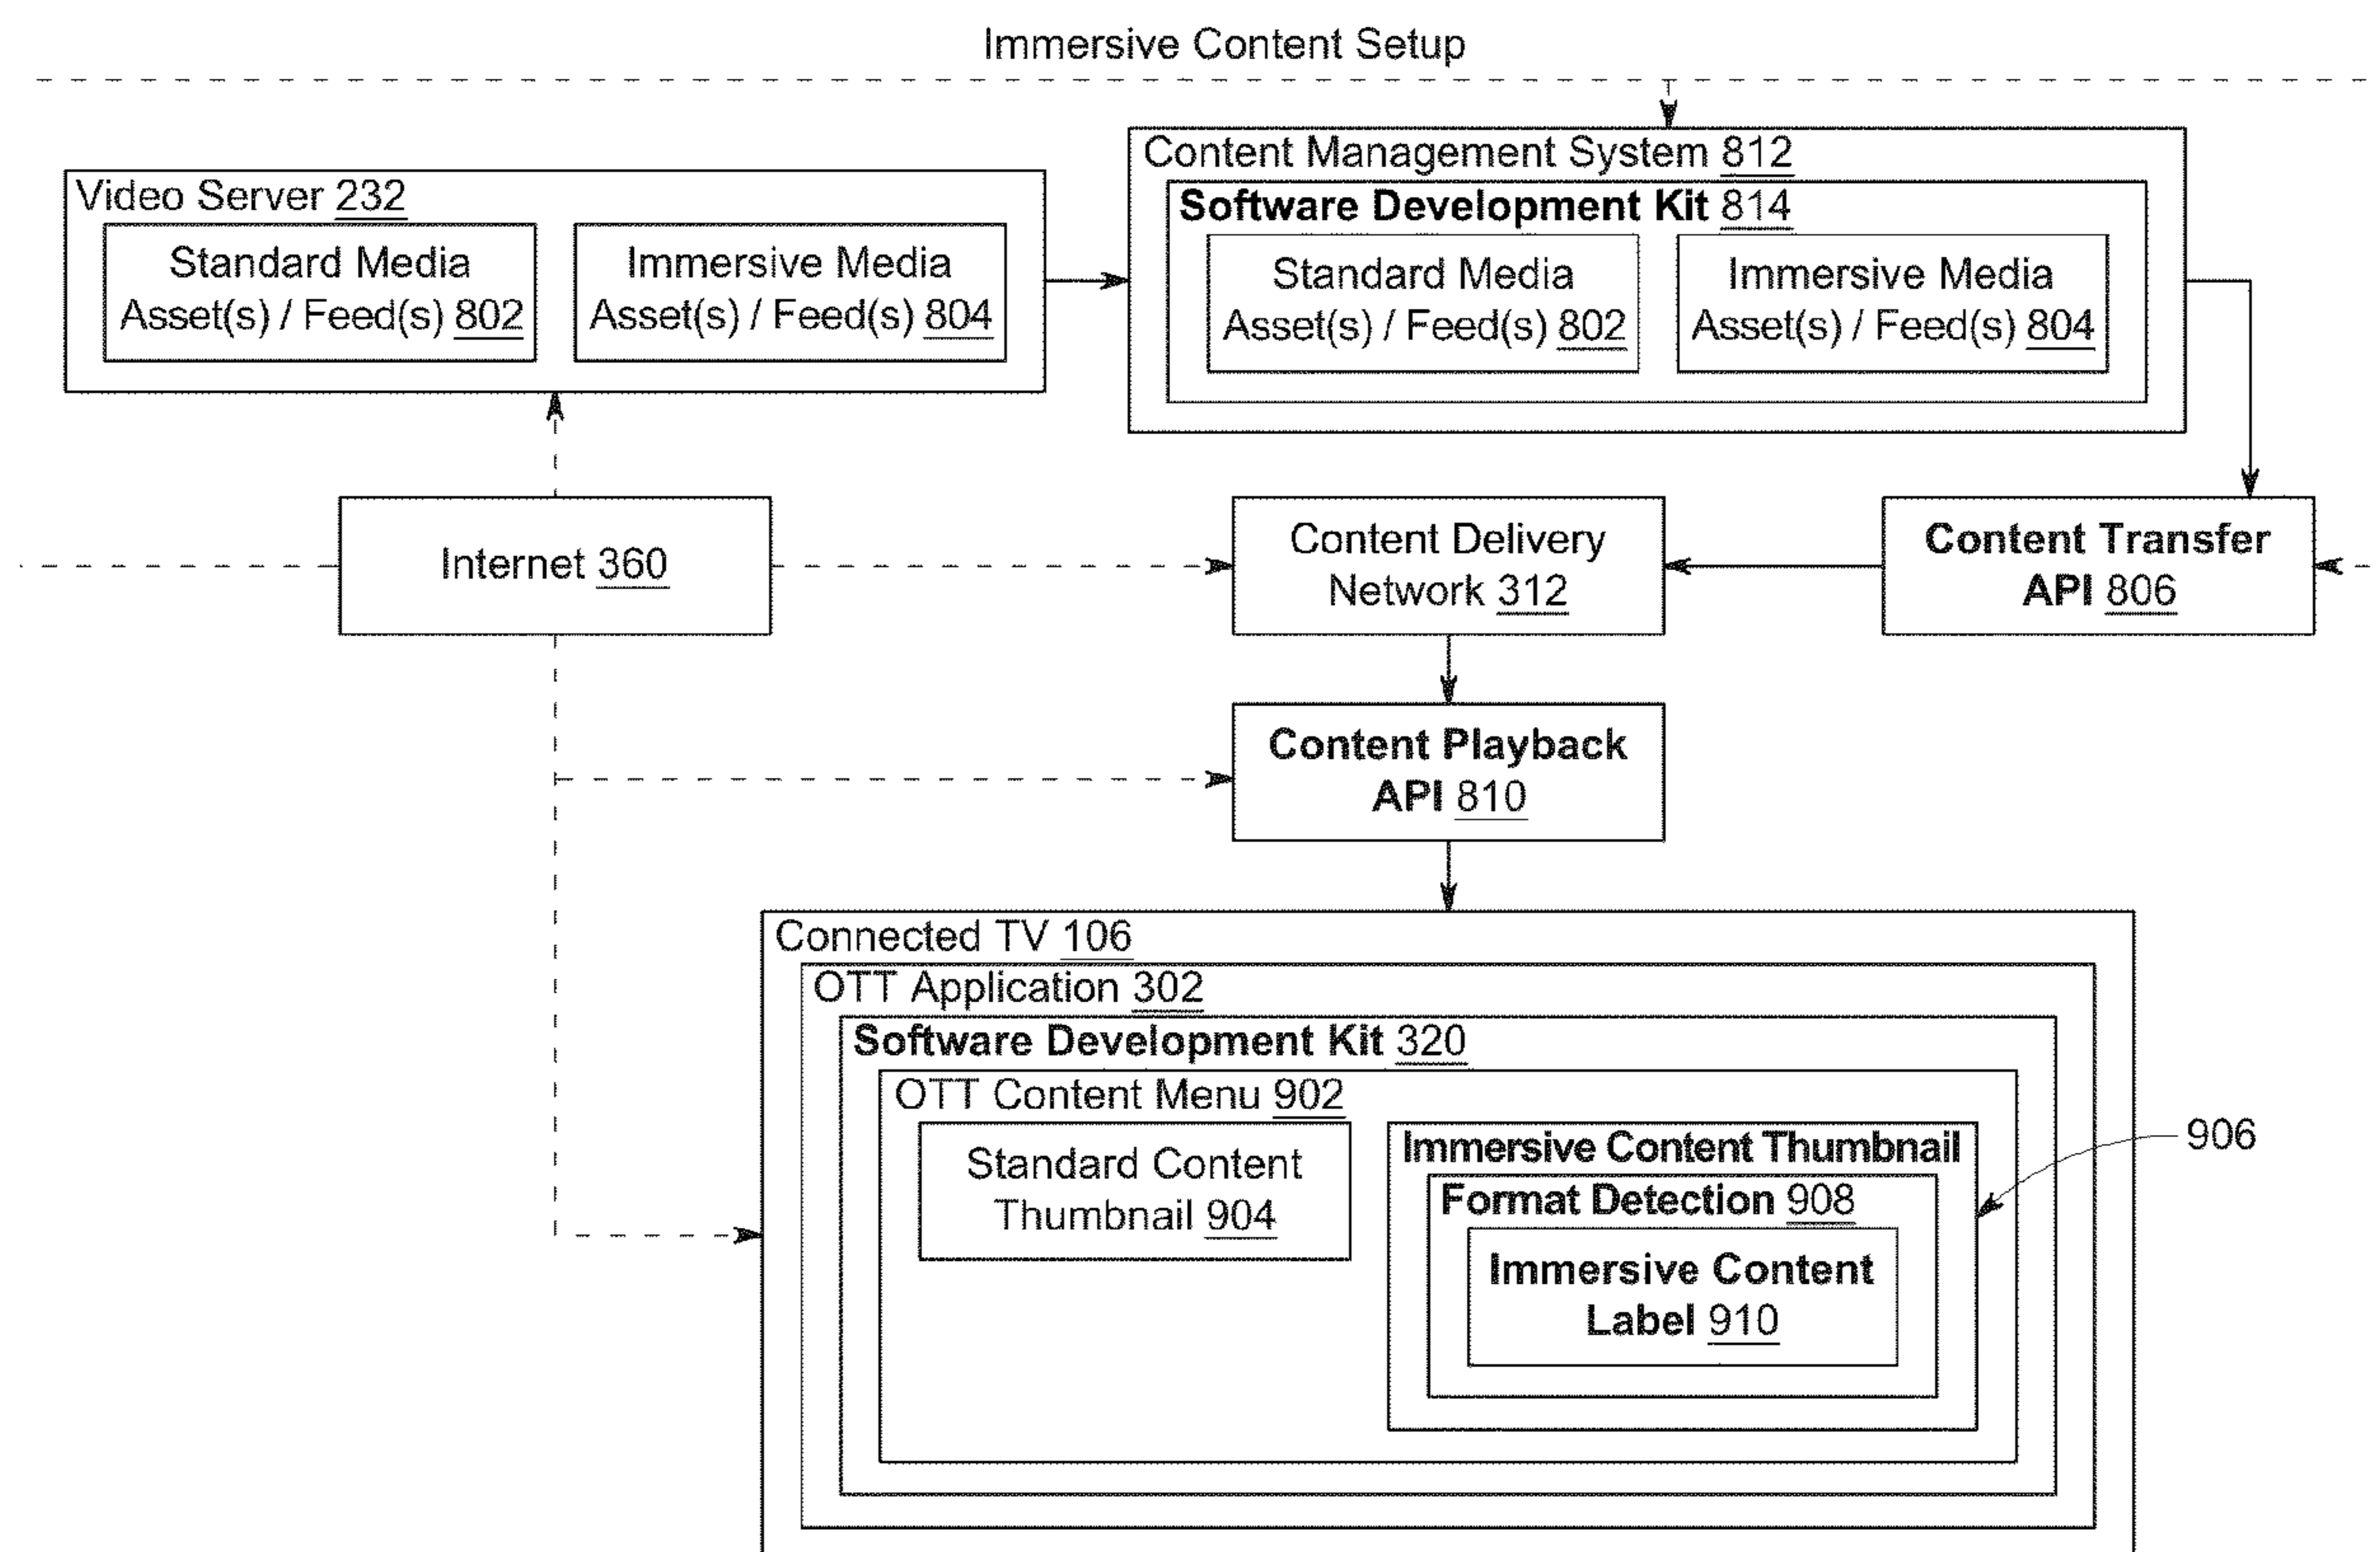 Immersive Content Setup
Content Management System 812
Video Server 232
Software Development Kit 814
Standard Media
Asset(s) / Feed(s) 802
Immersive Media
Asset(s) / Feed(s) 804
Standard Media
Asset(s) / Feed(s) 802
Immersive Media
Asset(s) / Feed(s) 804
Internet 360
Content Delivery
Network 312
Content Transfer
API 806
Content Playback
API 810
Connected TV 106
OTT Application 302
Software Development Kit 320
OTT Content Menu 902
Standard Content
Thumbnail 904
Immersive Content Thumbnail
906
Format Detection 908
Immersive Content
Label 910